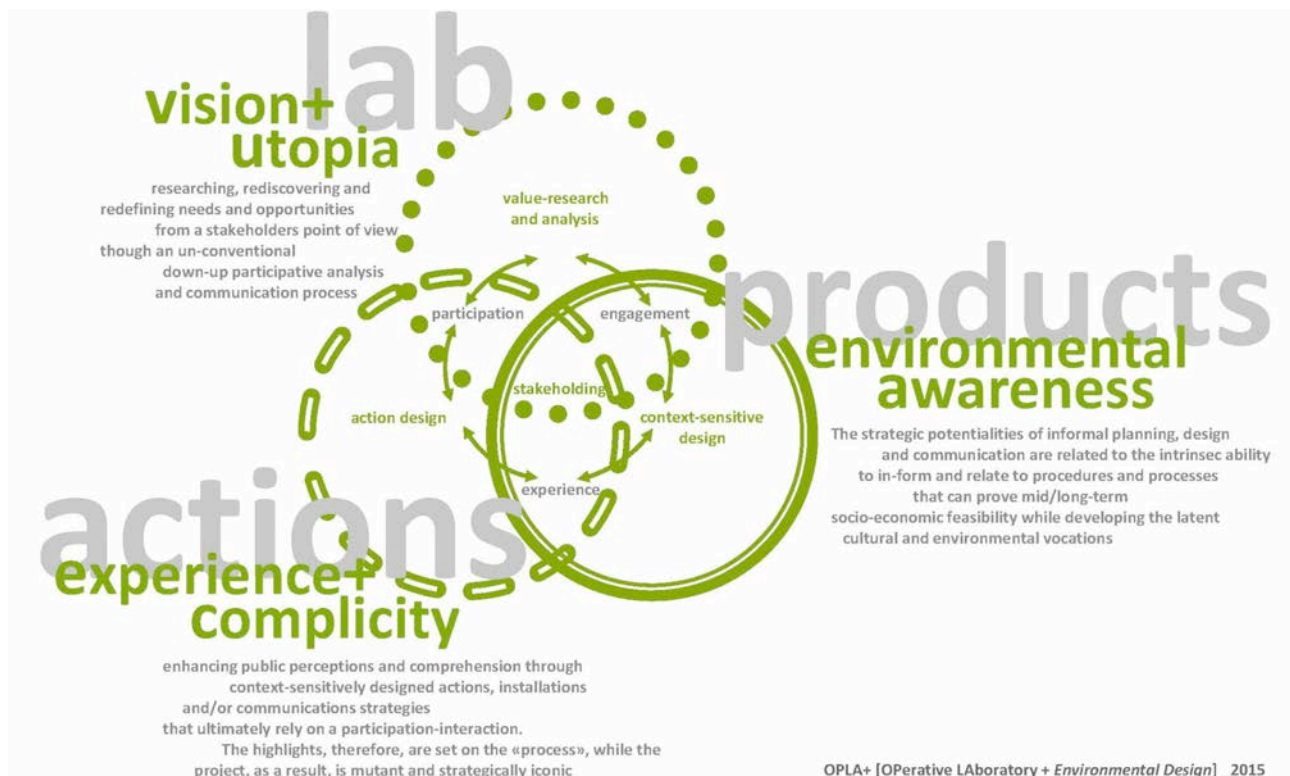 lab
vision+
utopia
researching, rediscovering and
redefining needs and opportunities
from a stakeholders point of view
though an un-conventional
down-up participative analysis
and communication process
value-research
and analysis
participation
engagement
stakeholding
action design
context-sensitive
design
experience
products
environmental
awareness
The strategic potentialities of informal planning, design
and communication are related to the intrinsec ability
to in-form and relate to procedures and processes
that can prove mid/long-term
socio-economic feasibility while developing the latent
cultural and environmental vocations
actions
experience+
complicity
enhancing public perceptions and comprehension through
context-sensitively designed actions, installations
and/or communications strategies
that ultimately rely on a participation-interaction.
The highlights, therefore, are set on the «process», while the
project, as a result, is mutant and strategically iconic
OPLA+ [OPerative LAboratory + Environmental Design] 2015